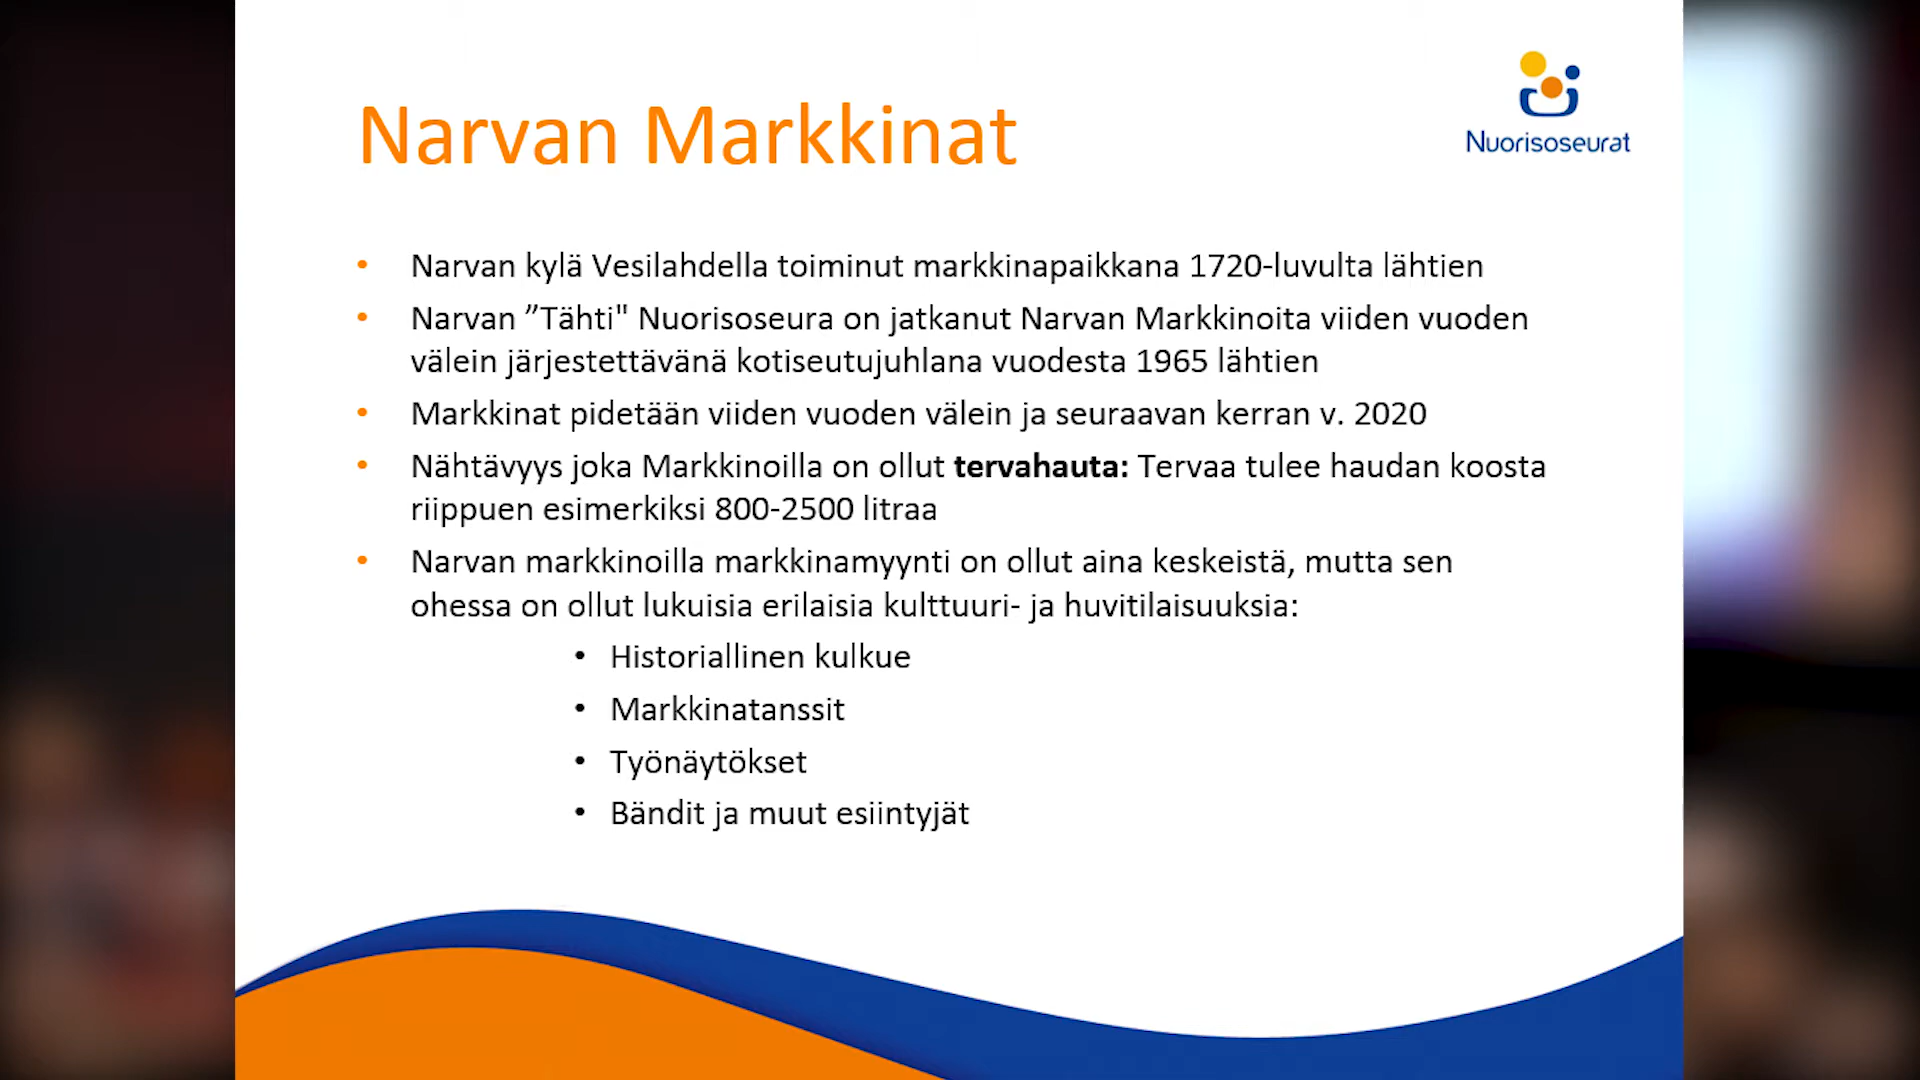 Narvan Markkinat
Nuorisoseurat
• Narvan kylä Vesilahdella toiminut markkinapaikkana 1720-luvulta lähtien
• Narvan ”Tähti" Nuorisoseura on jatkanut Narvan Markkinoita viiden vuoden
välein järjestettävänä kotiseutujuhlana vuodesta 1965 lähtien
• Markkinat pidetään viiden vuoden välein ja seuraavan kerran v. 2020
• Nähtävyys joka Markkinoilla on ollut tervahauta: Tervaa tulee haudan koosta
riippuen esimerkiksi 800-2500 litraa
• Narvan markkinoilla markkinamyynti on ollut aina keskeistä, mutta sen
ohessa on ollut lukuisia erilaisia kulttuuri- ja huvitilaisuuksia:
• Historiallinen kulkue
• Markkinatanssit
• Työnäytökset
• Bändit ja muut esiintyjät